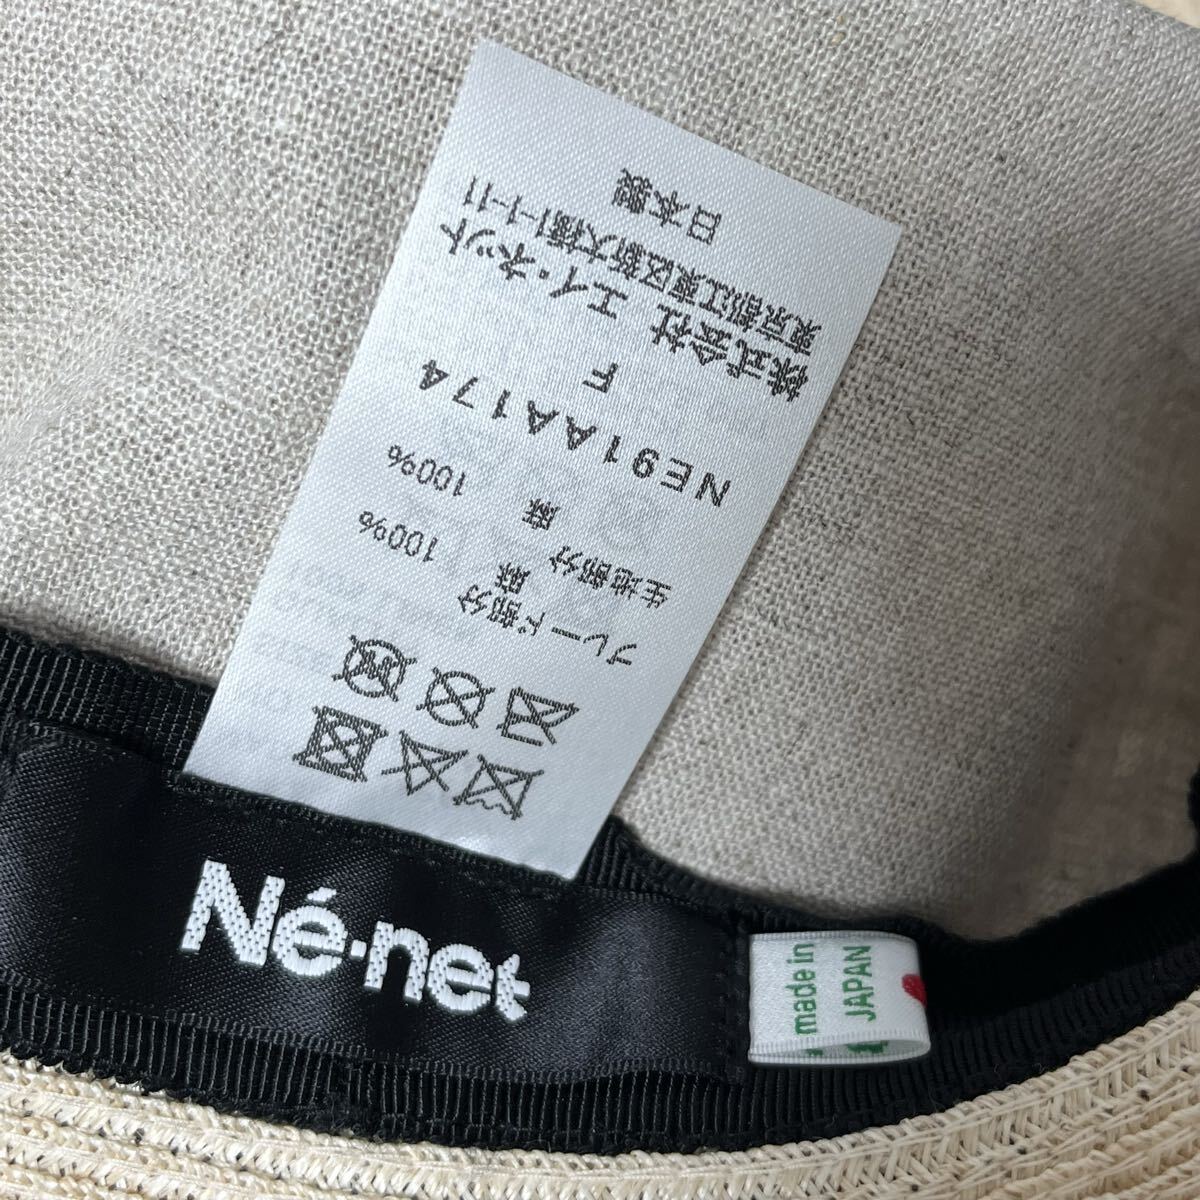 ブレード部分
麻 100%
生地部分
麻 100%
NE91AA174
F
株式会社 エイ・ネット
東京都江東区新大橋1-1-11
日本製
Né-net
made in
JAPAN